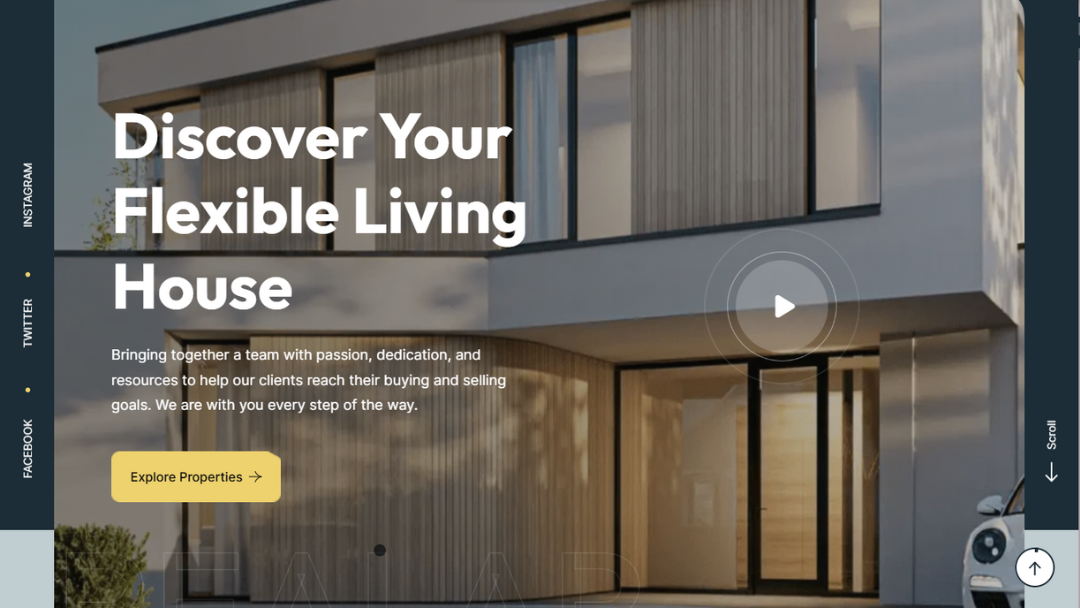 Discover Your
Flexible Living
House
Bringing together a team with passion, dedication, and
resources to help our clients reach their buying and selling
goals. We are with you every step of the way.
Explore Properties
INSTAGRAM
TWITTER
FACEBOOK
Scroll